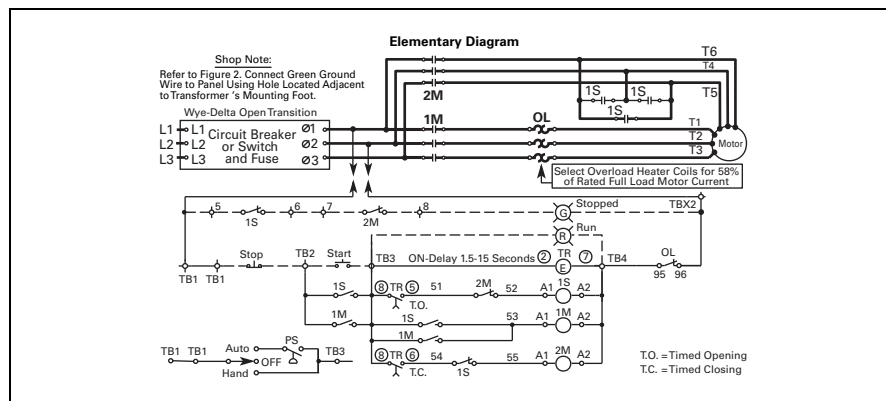 Elementary Diagram
Shop Note:
Refer to Figure 2. Connect Green Ground
Wire to Panel Using Hole Located Adjacent
to Transformer 's Mounting Foot.
Wye-Delta Open Transition
T6
T4
T5
1S
1S
1S
2M
1M
OL
L1 L1
L2 L2
L3 L3
Circuit Breaker
or Switch
and Fuse
Ø1
Ø2
Ø3
T1
T2
T3
Motor
Select Overload Heater Coils for 58%
of Rated Full Load Motor Current
5 1S 6 7 2M 8 G Stopped TBX2
R Run
TB1 TB1 Stop TB2 Start TB3 ON-Delay 1.5-15 Seconds 2 TR E 7 TB4 OL 95 96
1S 8 TR 5 T.O. 51 2M 52 A1 1S A2
1M 1S 53 A1 1M A2
1M
8 TR 6 T.C. 54 1S 55 A1 2M A2
TB1 TB1 Auto OFF Hand PS TB3
T.O. =Timed Opening
T.C. =Timed Closing